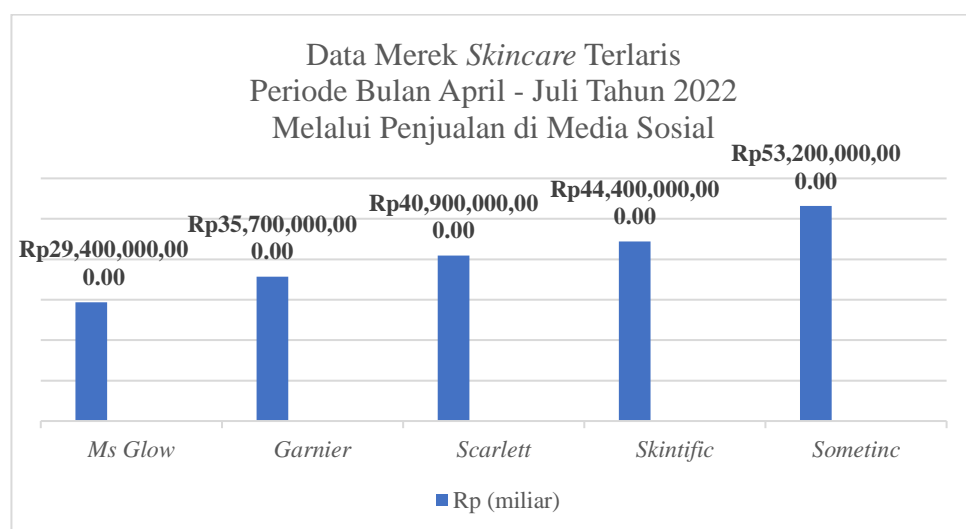 Data Merek Skincare Terlaris
Periode Bulan April - Juli Tahun 2022
Melalui Penjualan di Media Sosial
Rp29,400,000,00
0.00
Rp35,700,000,00
0.00
Rp40,900,000,00
0.00
Rp44,400,000,00
0.00
Rp53,200,000,00
0.00
Ms Glow
Garnier
Scarlett
Skintific
Sometinc
Rp (miliar)